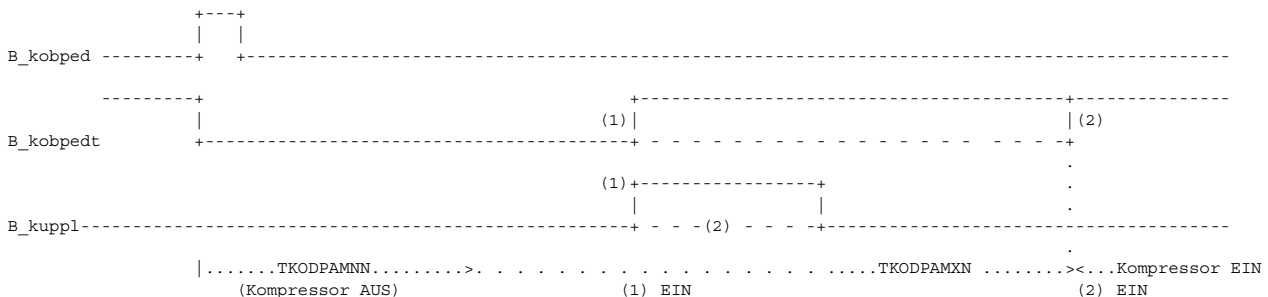 B_kobped
(1) (2)
B_kobpedt
(1)
B_kuppl (2)
|.......TKODPAMNN.........>. . . . . . . . . . . . . . . . . . .....TKODPAMXN ........><...Kompressor EIN
(Kompressor AUS) (1) EIN (2) EIN